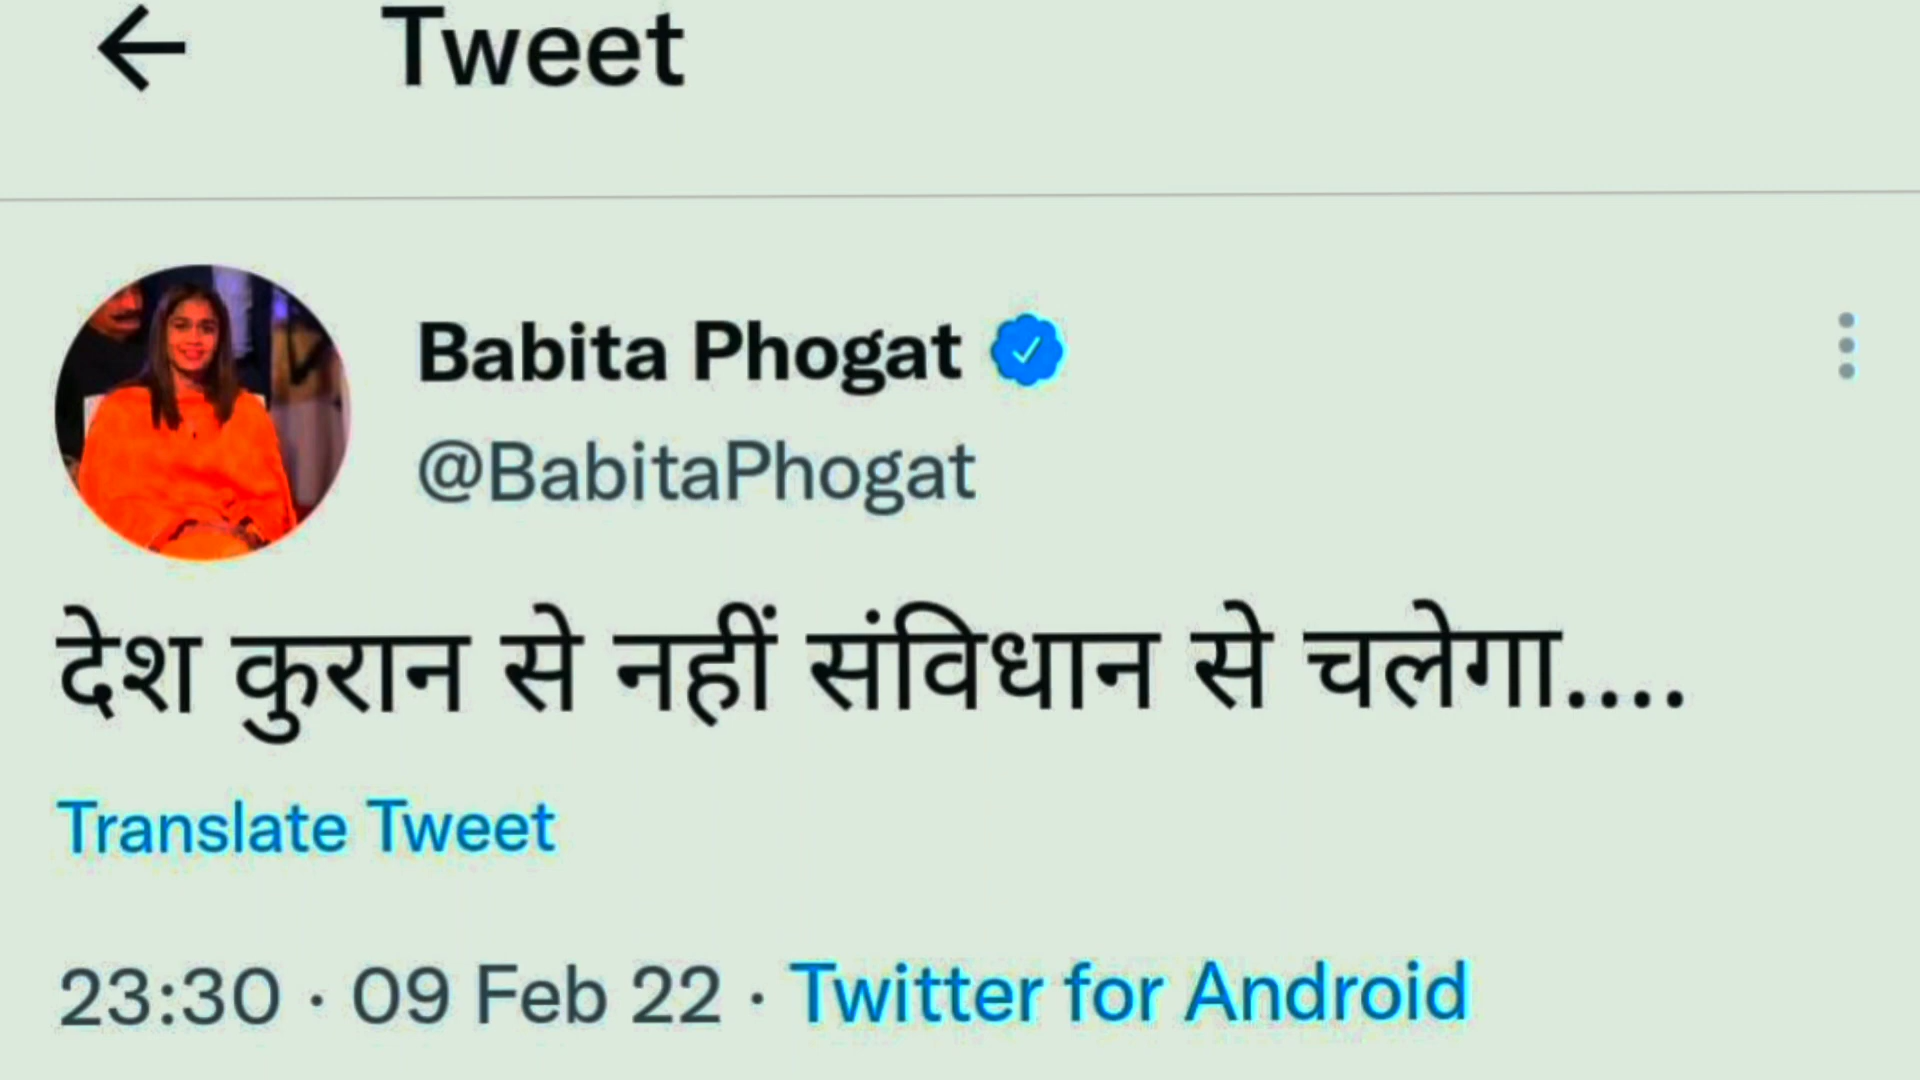 Tweet
Babita Phogat
@BabitaPhogat
देश कुरान से नहीं संविधान से चलेगा....
Translate Tweet
23:30 · 09 Feb 22 · Twitter for Android